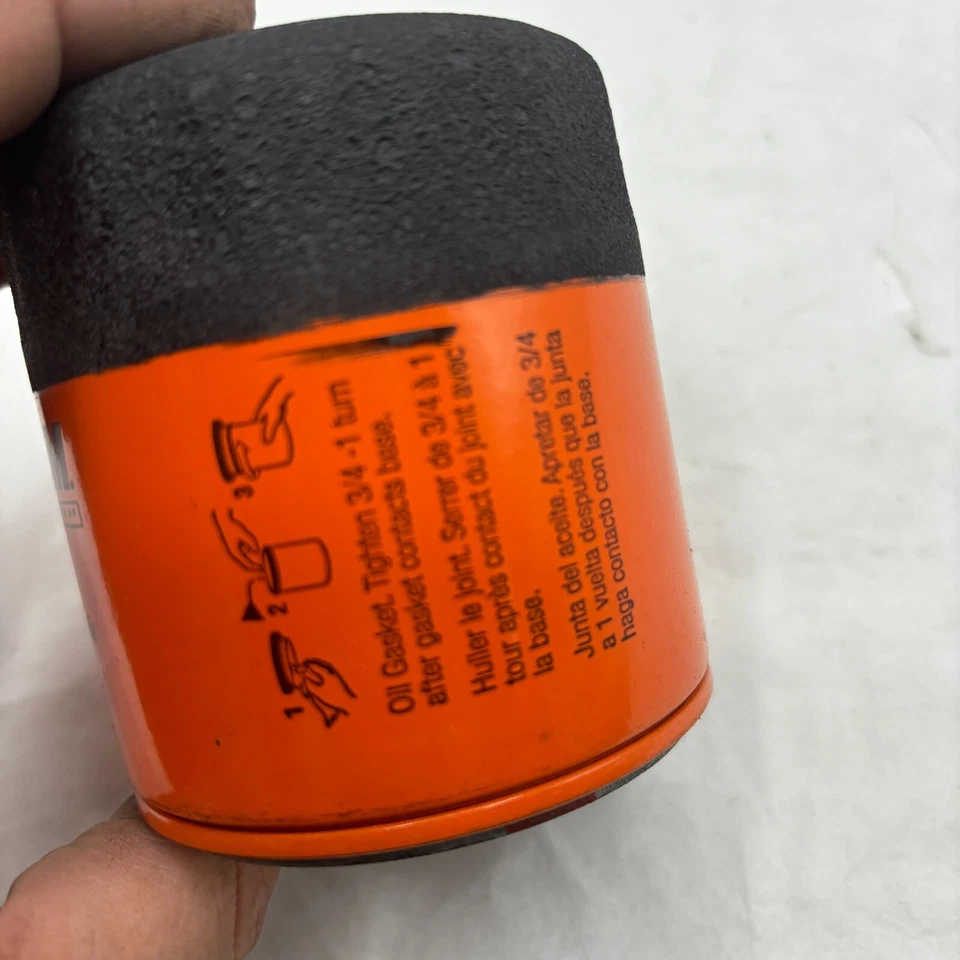 1
2
3
Oil Gasket. Tighten 3/4 -1 turn
after gasket contacts base.
Huller le joint. Serrer de 3/4 à 1
tour après contact du joint avec
la base.
Junta del aceite. Apretar de 3/4
a 1 vuelta después que la junta
haga contacto con la base.